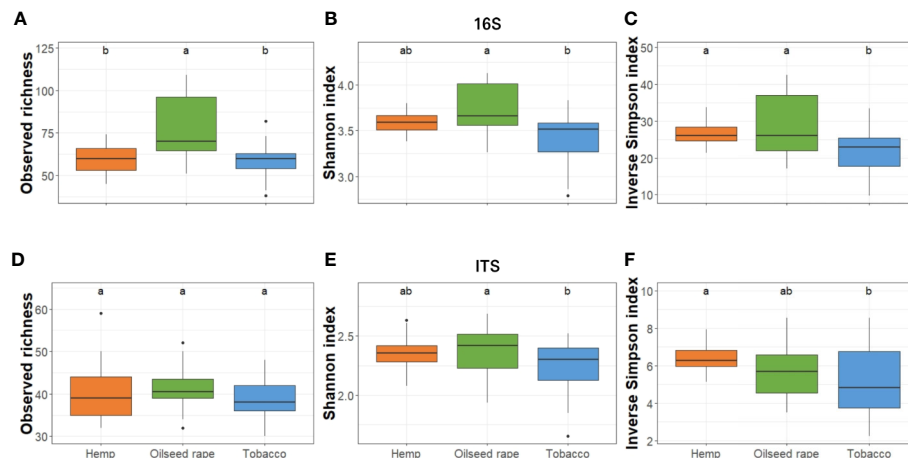 A
B
16S
C
Observed richness
125
100
75
50
b
a
b
Shannon index
4.0
3.5
3.0
ab
a
b
Inverse Simpson index
50
40
30
20
10
a
a
b
D
E
ITS
F
Observed richness
60
50
40
30
a
a
a
Hemp
Oilseed rape
Tobacco
Shannon index
2.5
2.0
ab
a
b
Hemp
Oilseed rape
Tobacco
Inverse Simpson index
10
8
6
4
2
a
ab
b
Hemp
Oilseed rape
Tobacco